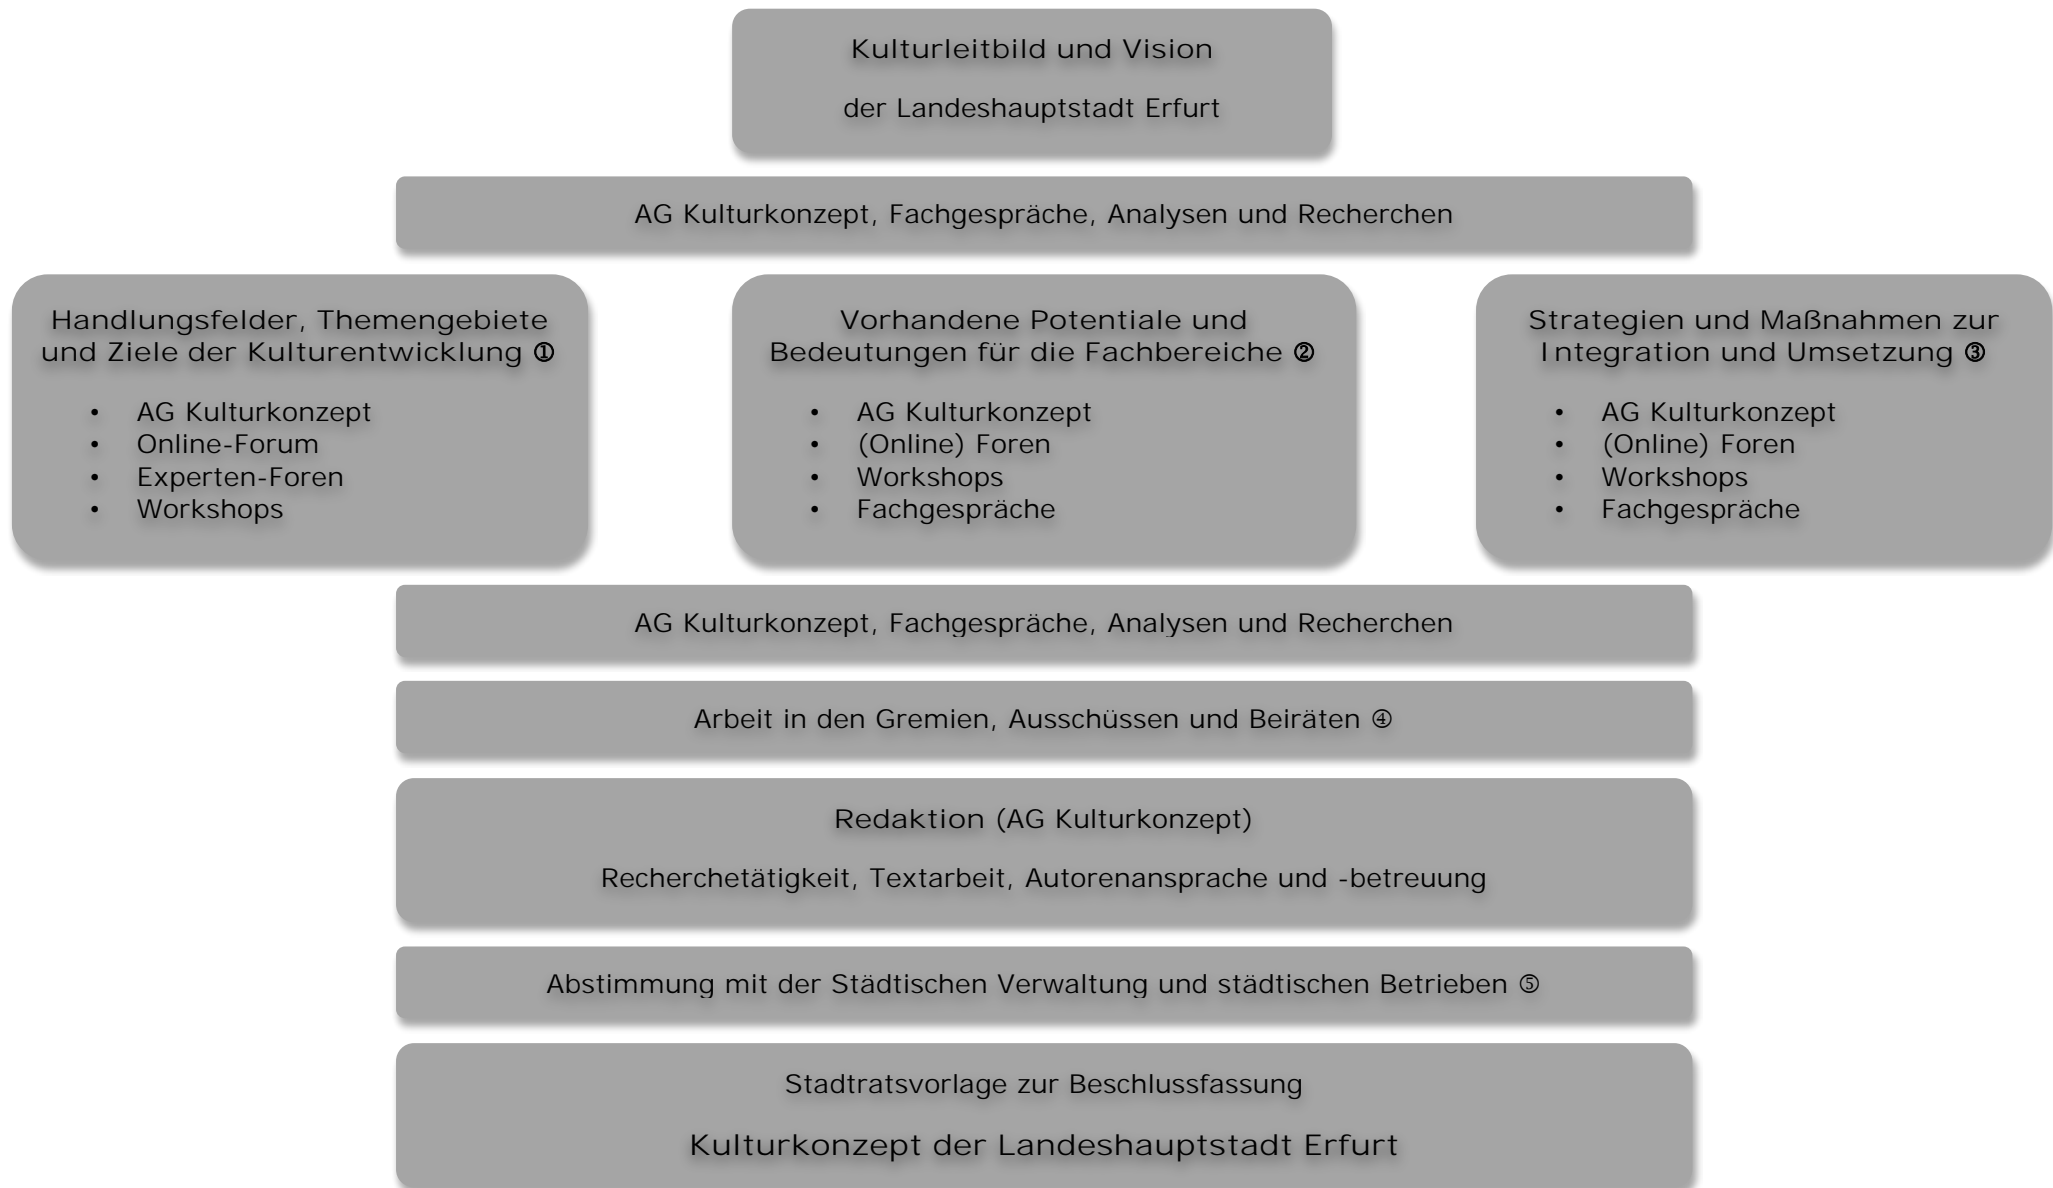 Kulturleitbild und Vision
der Landeshauptstadt Erfurt
AG Kulturkonzept, Fachgespräche, Analysen und Recherchen
Handlungsfelder, Themengebiete
und Ziele der Kulturentwicklung ①
• AG Kulturkonzept
• Online-Forum
• Experten-Foren
• Workshops
Vorhandene Potentiale und
Bedeutungen für die Fachbereiche ②
• AG Kulturkonzept
• (Online) Foren
• Workshops
• Fachgespräche
Strategien und Maßnahmen zur
Integration und Umsetzung ③
• AG Kulturkonzept
• (Online) Foren
• Workshops
• Fachgespräche
AG Kulturkonzept, Fachgespräche, Analysen und Recherchen
Arbeit in den Gremien, Ausschüssen und Beiräten ④
Redaktion (AG Kulturkonzept)
Recherchetätigkeit, Textarbeit, Autorenansprache und -betreuung
Abstimmung mit der Städtischen Verwaltung und städtischen Betrieben ⑤
Stadtratsvorlage zur Beschlussfassung
Kulturkonzept der Landeshauptstadt Erfurt